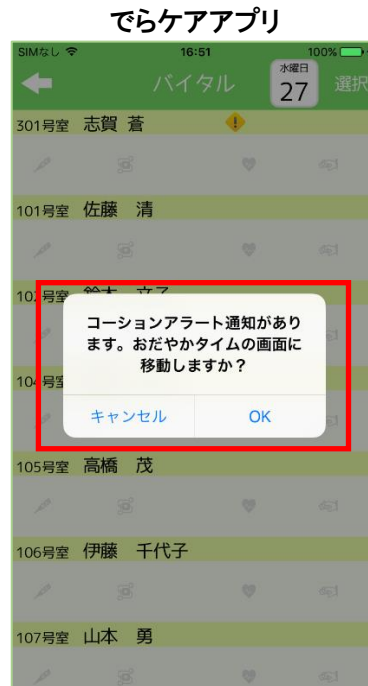 でらケアアプリ
SIMなし 16:51 100%
バイタル 水曜日 27 選択
301号室 志賀 蒼
101号室 佐藤 清
コーションアラート通知があり
ます。おだやかタイムの画面に
移動しますか?
キャンセル OK
105号室 高橋 茂
106号室 伊藤 千代子
107号室 山本 勇